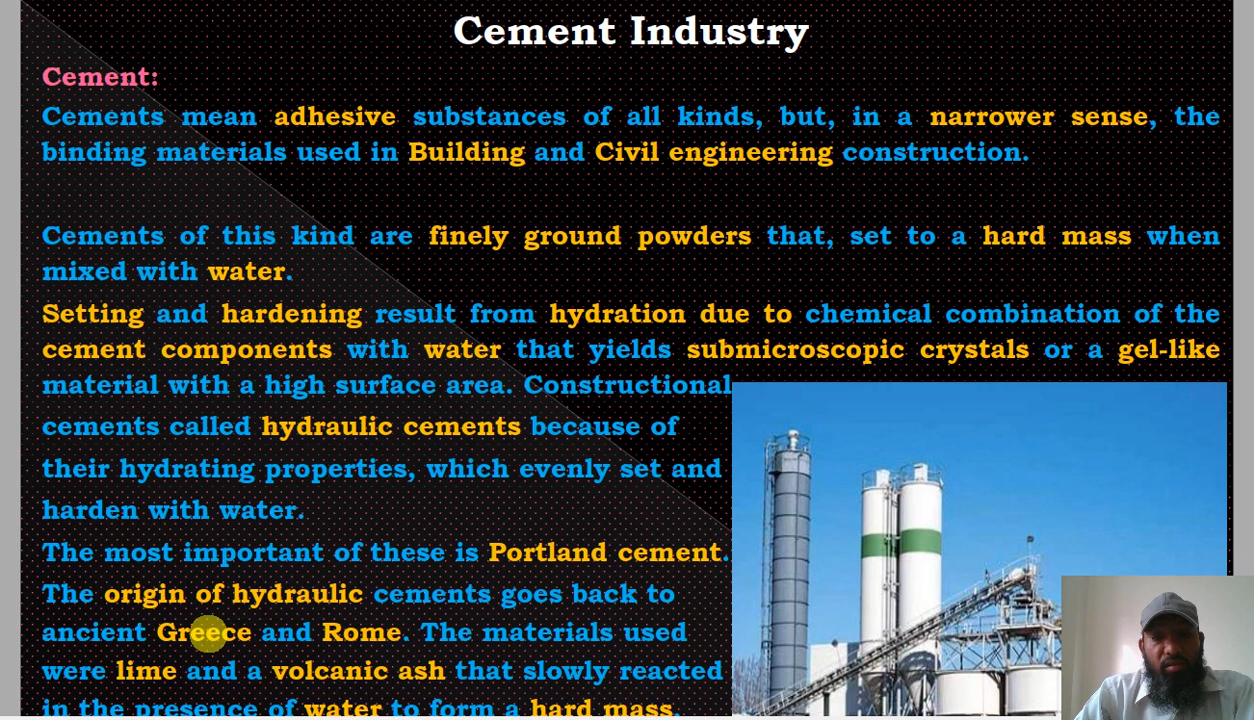 Cement Industry
Cement:
Cements mean adhesive substances of all kinds, but, in a narrower sense, the
binding materials used in Building and Civil engineering construction.
Cements of this kind are finely ground powders that, set to a hard mass when
mixed with water.
Setting and hardening result from hydration due to chemical combination of the
cement components with water that yields submicroscopic crystals or a gel-like
material with a high surface area. Constructional
cements called hydraulic cements because of
their hydrating properties, which evenly set and
harden with water.
The most important of these is Portland cement.
The origin of hydraulic cements goes back to
ancient Greece and Rome. The materials used
were lime and a volcanic ash that slowly reacted
in the presence of water to form a hard mass.